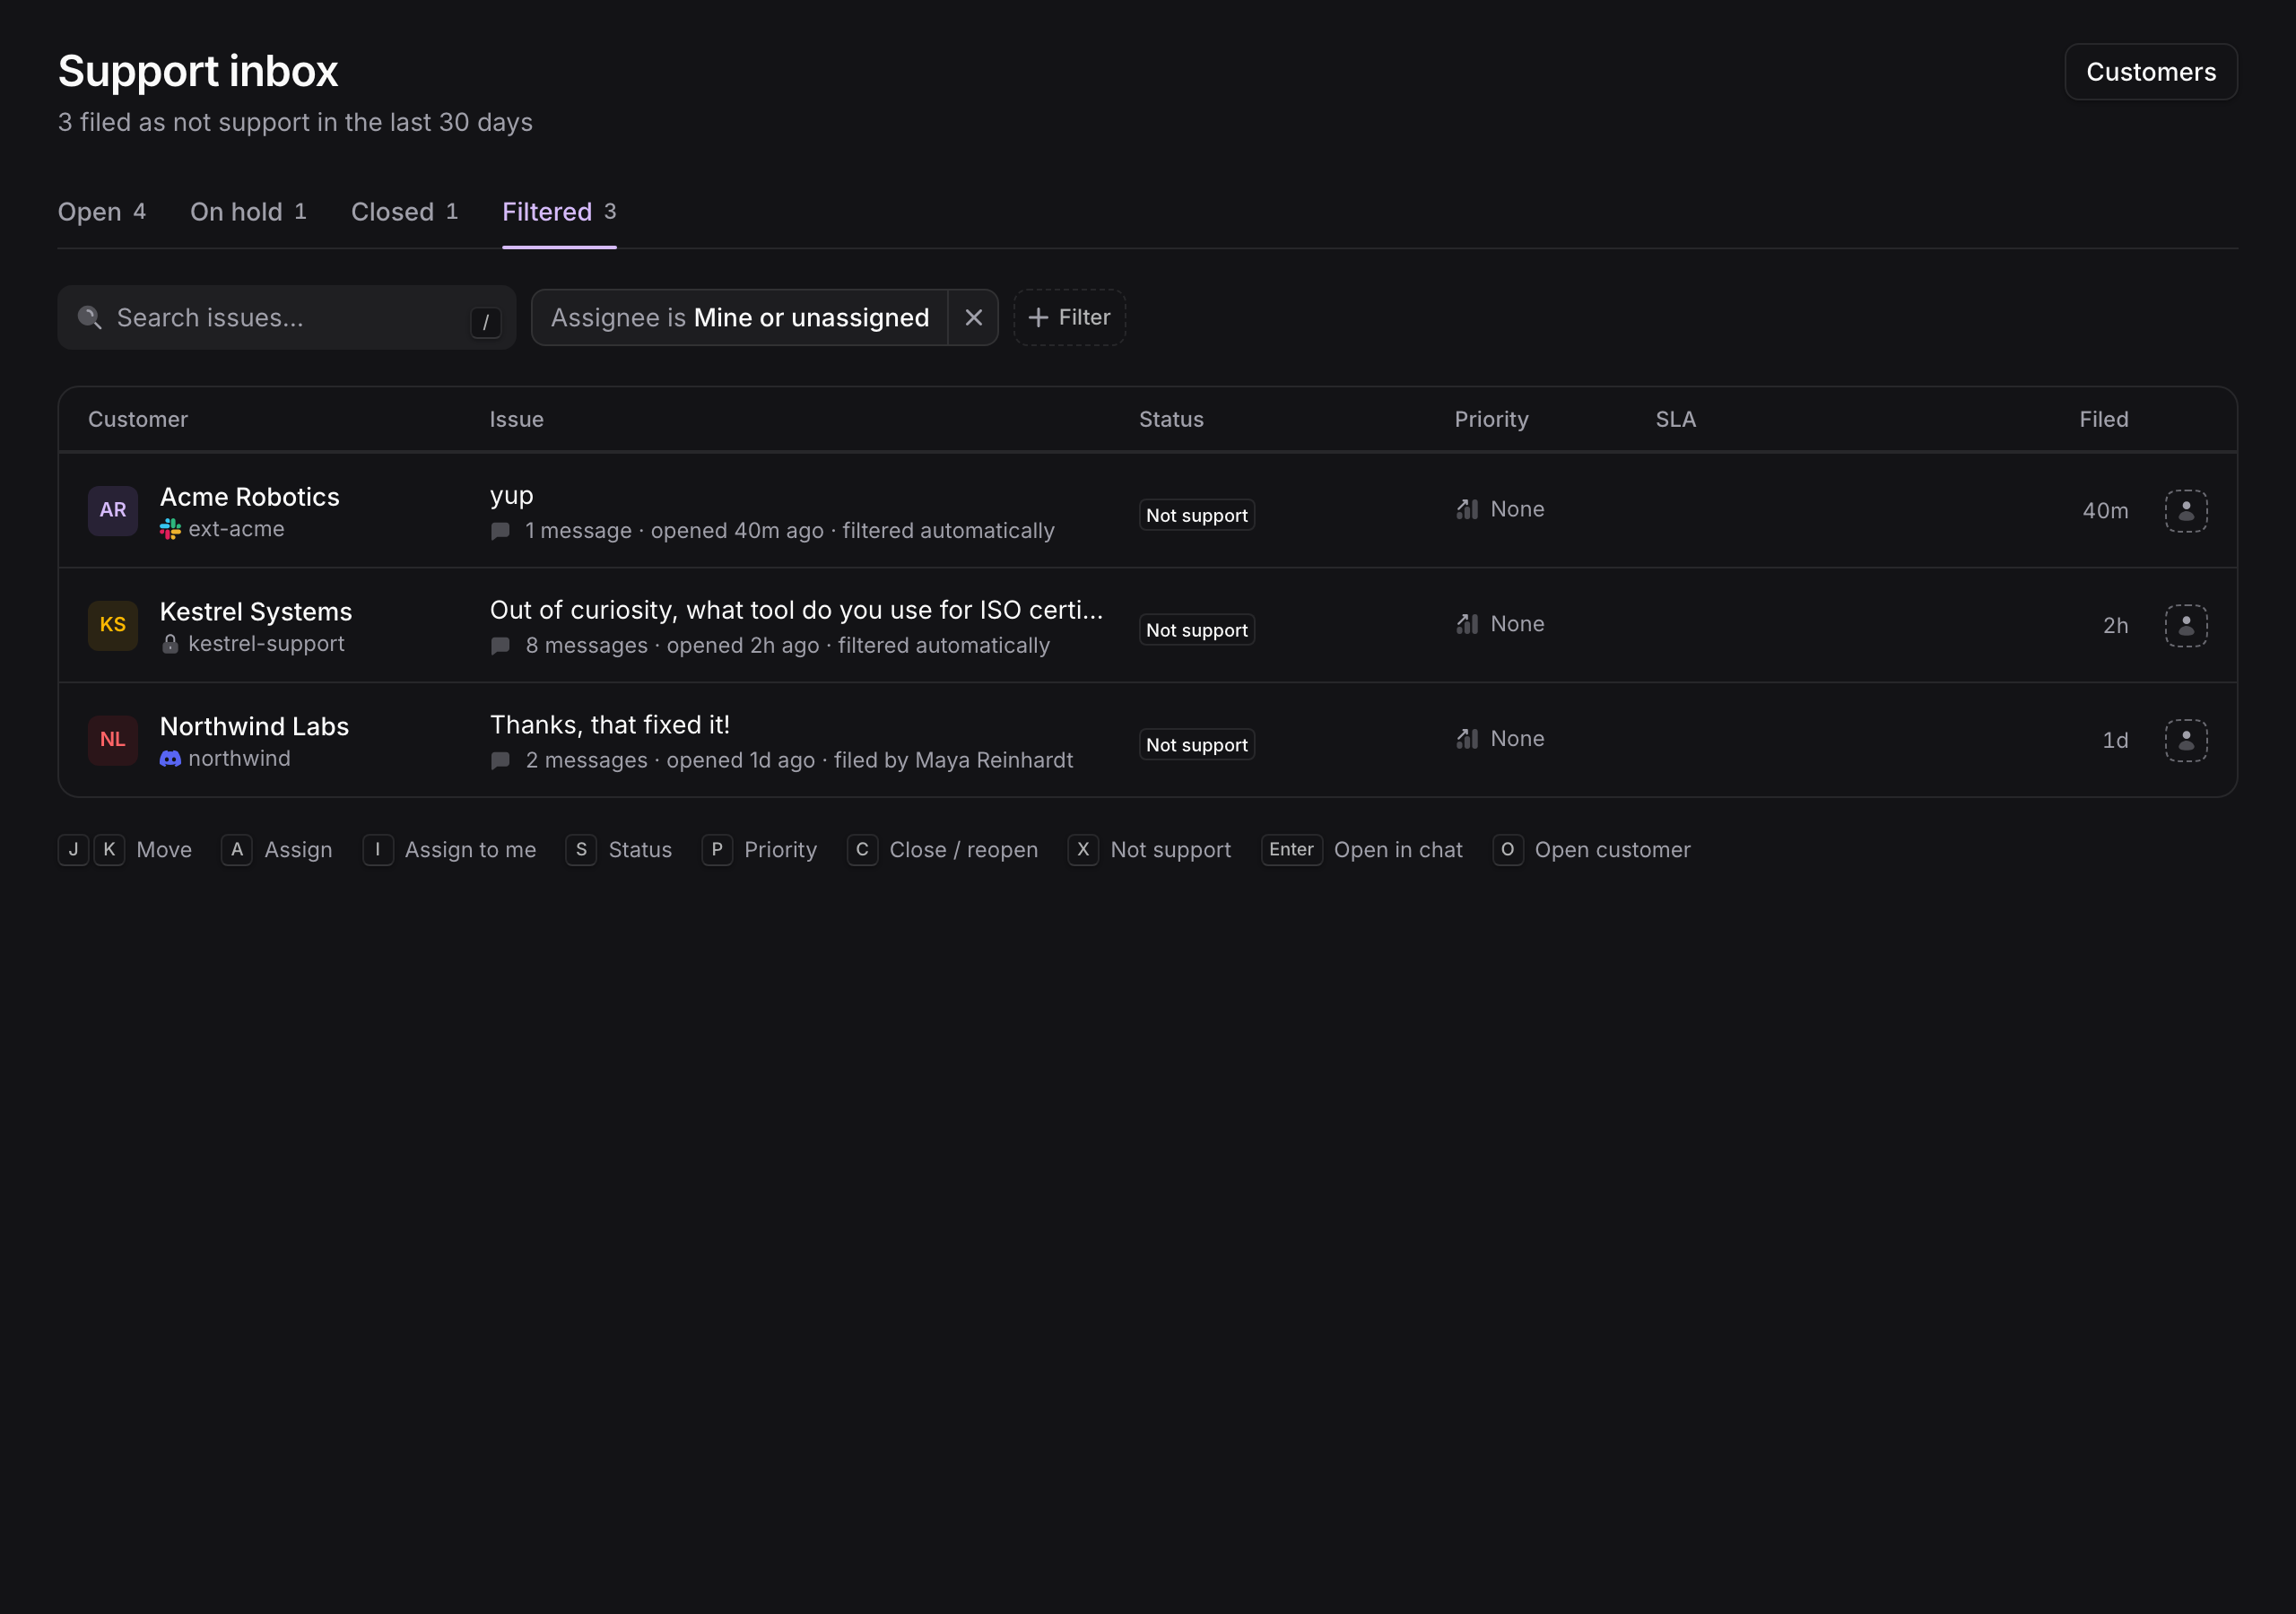 Support inbox
Customers
3 filed as not support in the last 30 days
Open 4 On hold 1 Closed 1 Filtered 3
Search issues... / Assignee is Mine or unassigned Filter
Customer Issue Status Priority SLA Filed
AR Acme Robotics yup Not support None 40m
ext-acme 1 message · opened 40m ago · filtered automatically
KS Kestrel Systems Out of curiosity, what tool do you use for ISO certi... Not support None 2h
kestrel-support 8 messages · opened 2h ago · filtered automatically
NL Northwind Labs Thanks, that fixed it! Not support None 1d
northwind 2 messages · opened 1d ago · filed by Maya Reinhardt
J K Move A Assign I Assign to me S Status P Priority C Close / reopen X Not support Enter Open in chat O Open customer